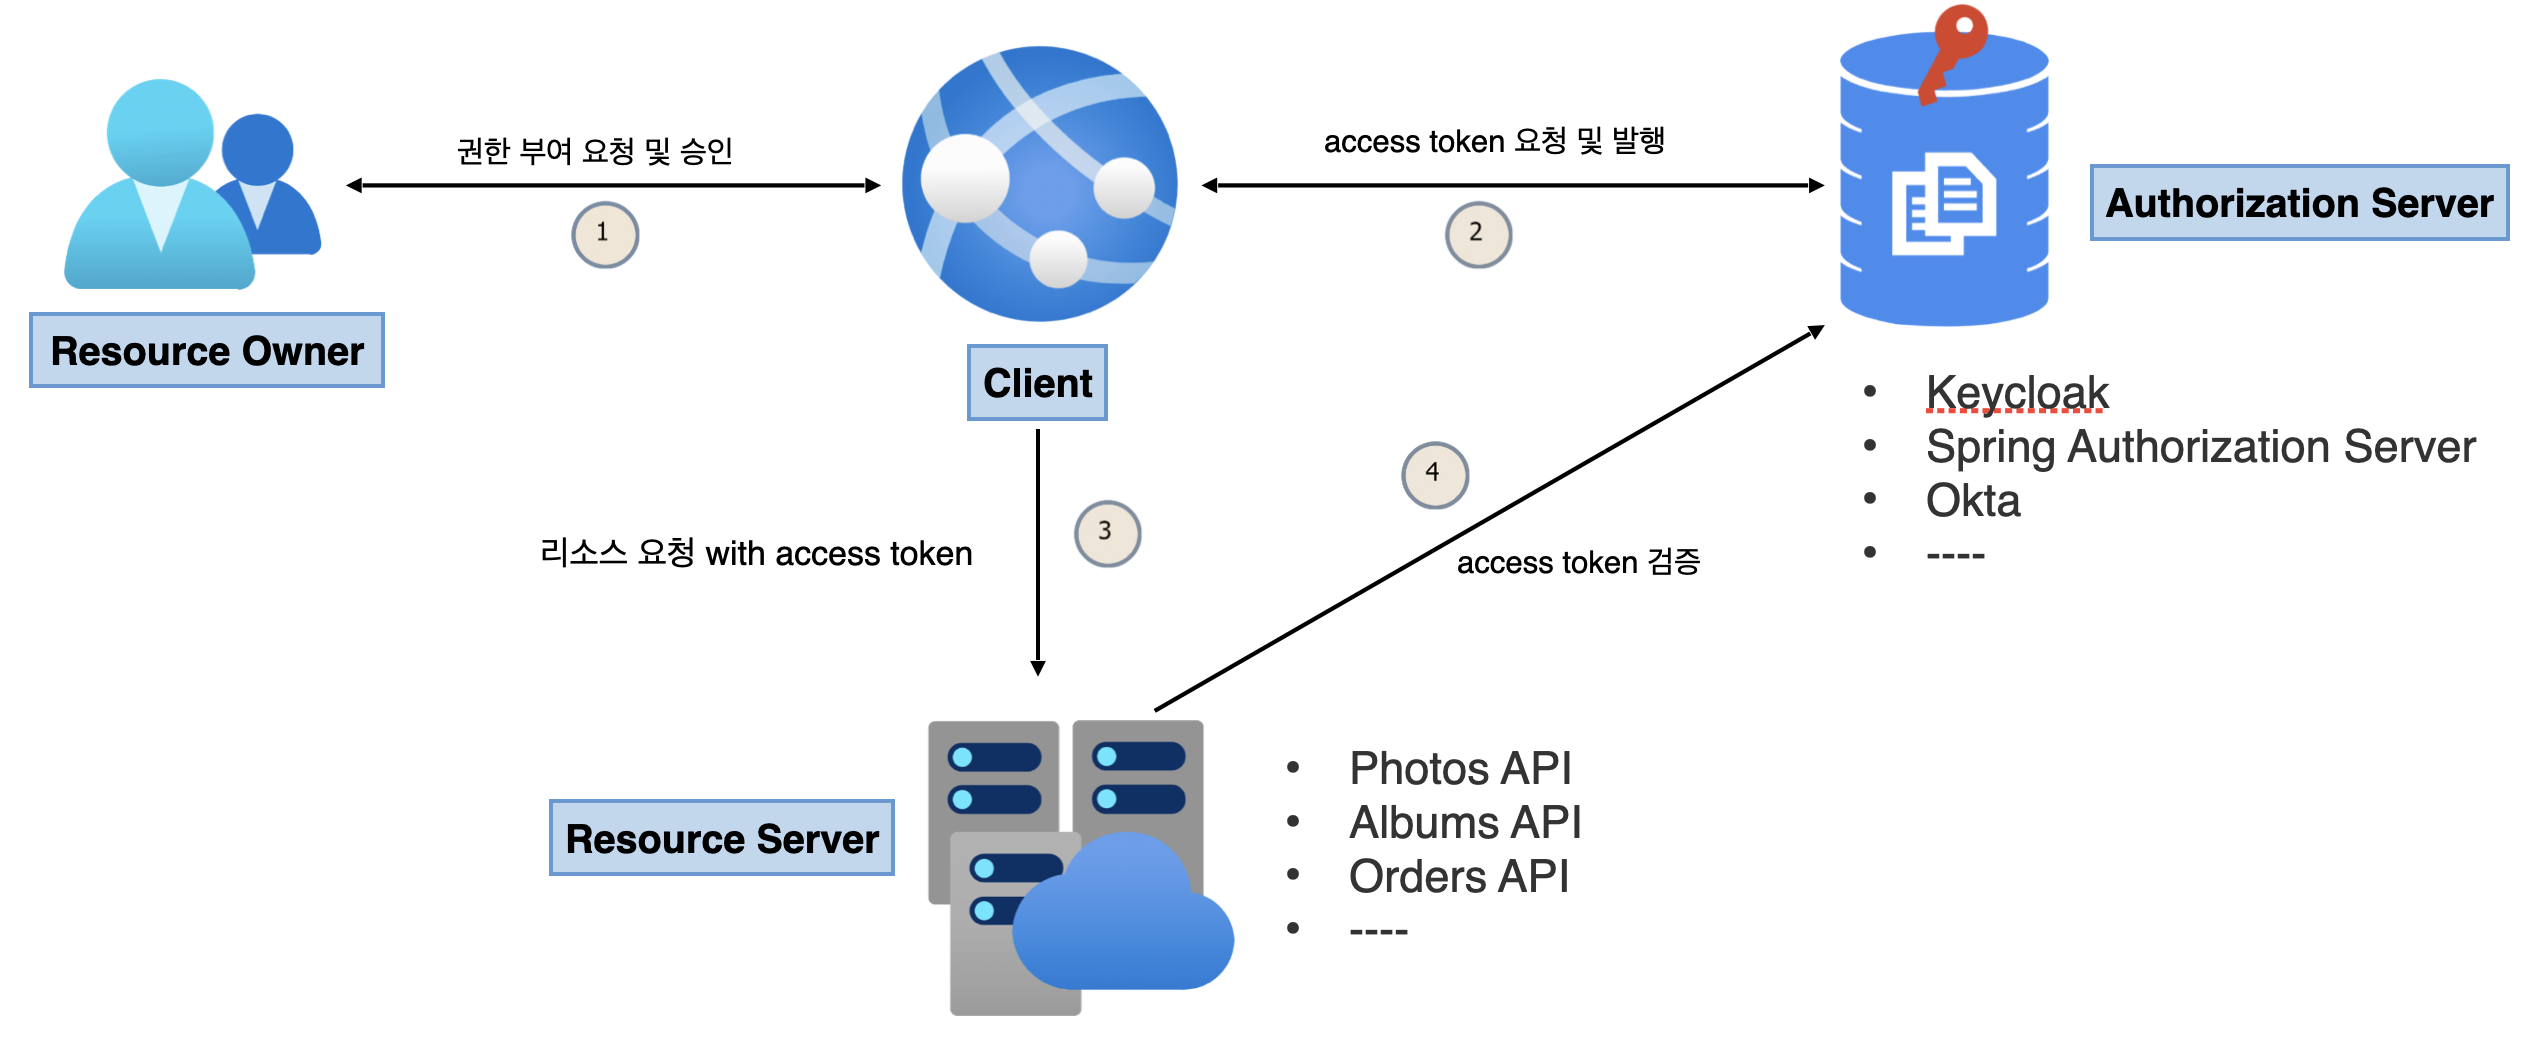 권한 부여 요청 및 승인
1
Resource Owner
Client
access token 요청 및 발행
2
Authorization Server
• Keycloak
• Spring Authorization Server
• Okta
• ----
리소스 요청 with access token
3
4
access token 검증
Resource Server
• Photos API
• Albums API
• Orders API
• ----